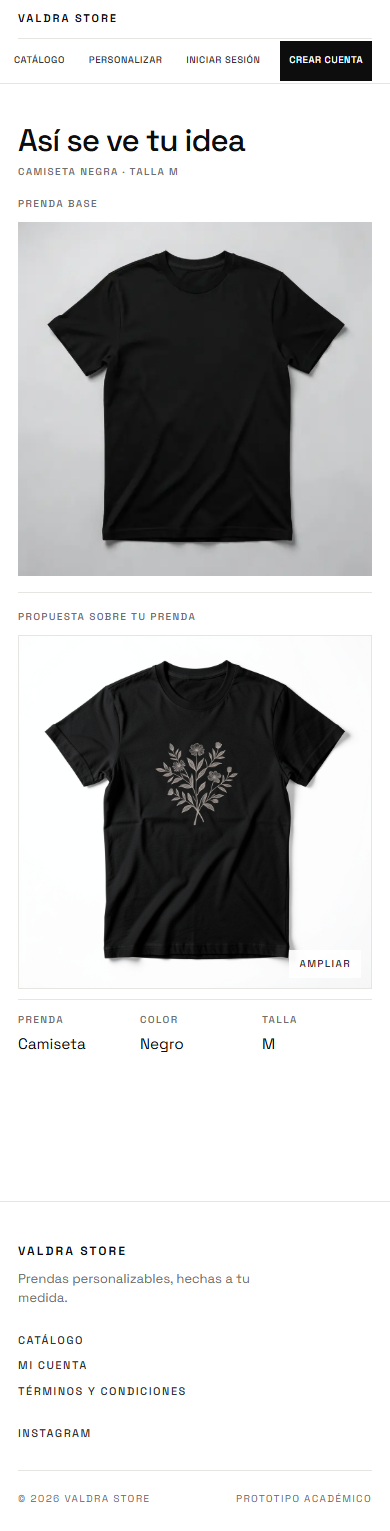 VALDRA STORE
CATÁLOGO PERSONALIZAR INICIAR SESIÓN CREAR CUENTA
Así se ve tu idea
CAMISETA NEGRA · TALLA M
PRENDA BASE
PROPUESTA SOBRE TU PRENDA
AMPLIAR
PRENDA COLOR TALLA
Camiseta Negro M
VALDRA STORE
Prendas personalizables, hechas a tu
medida.
CATÁLOGO
MI CUENTA
TÉRMINOS Y CONDICIONES
INSTAGRAM
© 2026 VALDRA STORE PROTOTIPO ACADÉMICO